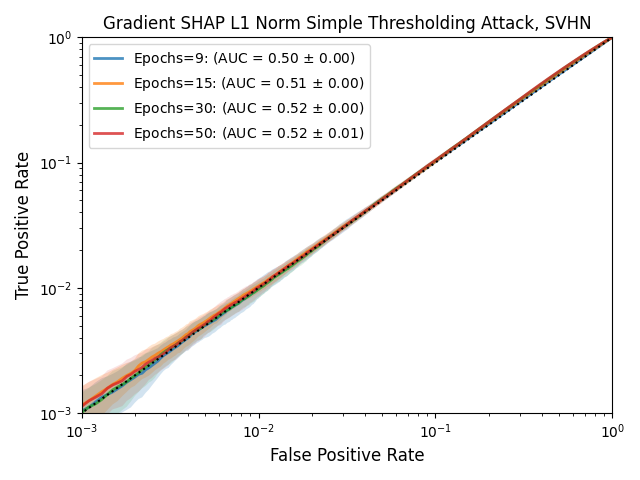 Gradient SHAP L1 Norm Simple Thresholding Attack, SVHN
10⁰
Epochs=9: (AUC = 0.50 ± 0.00)
Epochs=15: (AUC = 0.51 ± 0.00)
Epochs=30: (AUC = 0.52 ± 0.00)
Epochs=50: (AUC = 0.52 ± 0.01)
10⁻¹
True Positive Rate
10⁻²
10⁻³
10⁻³ 10⁻² 10⁻¹ 10⁰
False Positive Rate